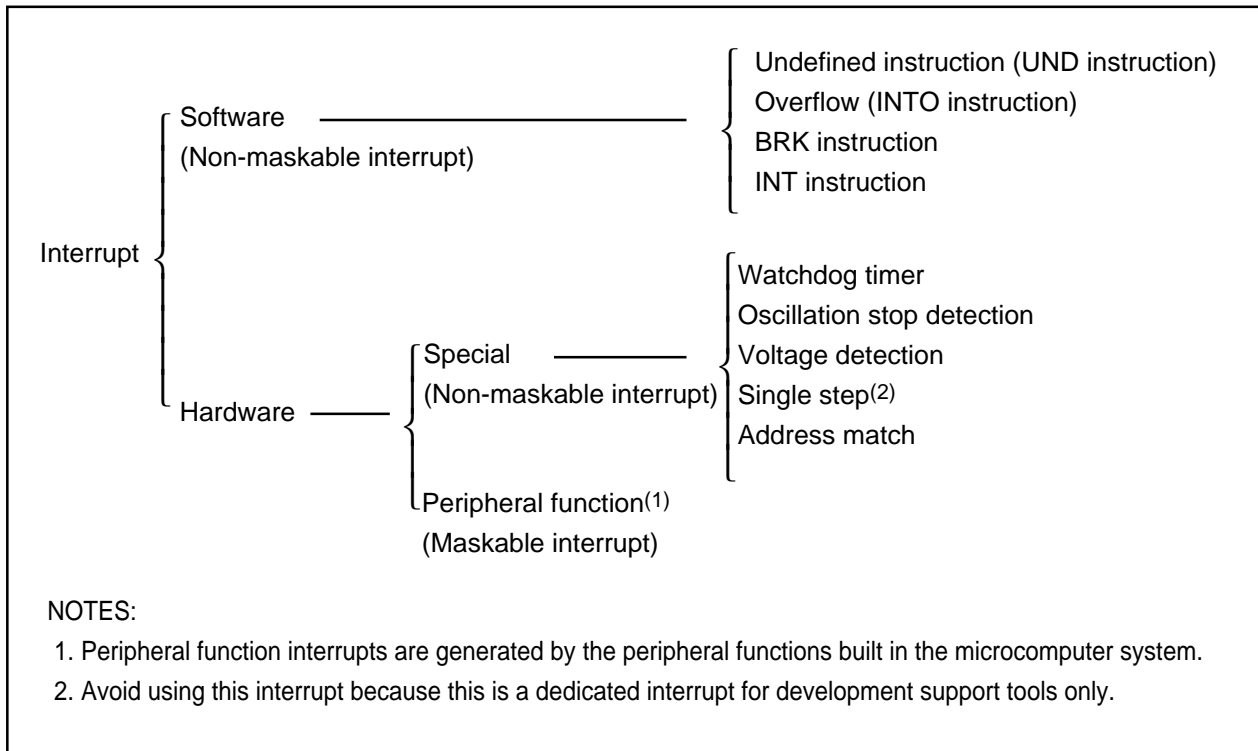 Interrupt
Software
(Non-maskable interrupt)
Undefined instruction (UND instruction)
Overflow (INTO instruction)
BRK instruction
INT instruction
Hardware
Special
(Non-maskable interrupt)
Watchdog timer
Oscillation stop detection
Voltage detection
Single step(2)
Address match
Peripheral function(1)
(Maskable interrupt)
NOTES:
1. Peripheral function interrupts are generated by the peripheral functions built in the microcomputer system.
2. Avoid using this interrupt because this is a dedicated interrupt for development support tools only.